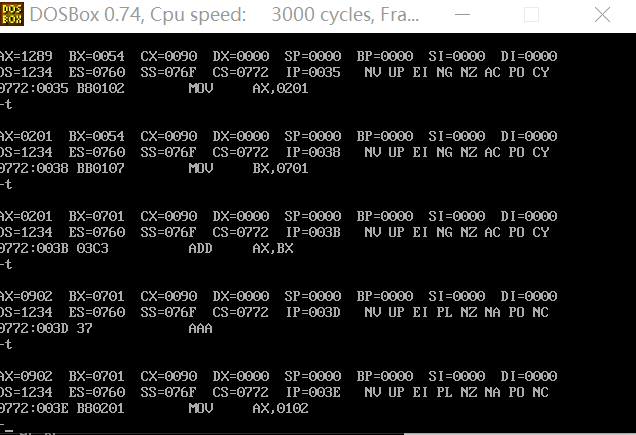 DOSBox 0.74, Cpu speed: 3000 cycles, Fra...
AX=1289 BX=0054 CX=0090 DX=0000 SP=0000 BP=0000 SI=0000 DI=0000
DS=1234 ES=0760 SS=076F CS=0772 IP=0035 NV UP EI NG NZ AC PO CY
0772:0035 B80102 MOV AX,0201
-t
AX=0201 BX=0054 CX=0090 DX=0000 SP=0000 BP=0000 SI=0000 DI=0000
DS=1234 ES=0760 SS=076F CS=0772 IP=0038 NV UP EI NG NZ AC PO CY
0772:0038 BB0107 MOV BX,0701
-t
AX=0201 BX=0701 CX=0090 DX=0000 SP=0000 BP=0000 SI=0000 DI=0000
DS=1234 ES=0760 SS=076F CS=0772 IP=003B NV UP EI NG NZ AC PO CY
0772:003B 03C3 ADD AX,BX
-t
AX=0902 BX=0701 CX=0090 DX=0000 SP=0000 BP=0000 SI=0000 DI=0000
DS=1234 ES=0760 SS=076F CS=0772 IP=003D NV UP EI PL NZ NA PO NC
0772:003D 37 AAA
-t
AX=0902 BX=0701 CX=0090 DX=0000 SP=0000 BP=0000 SI=0000 DI=0000
DS=1234 ES=0760 SS=076F CS=0772 IP=003E NV UP EI PL NZ NA PO NC
0772:003E B80201 MOV AX,0102
-_